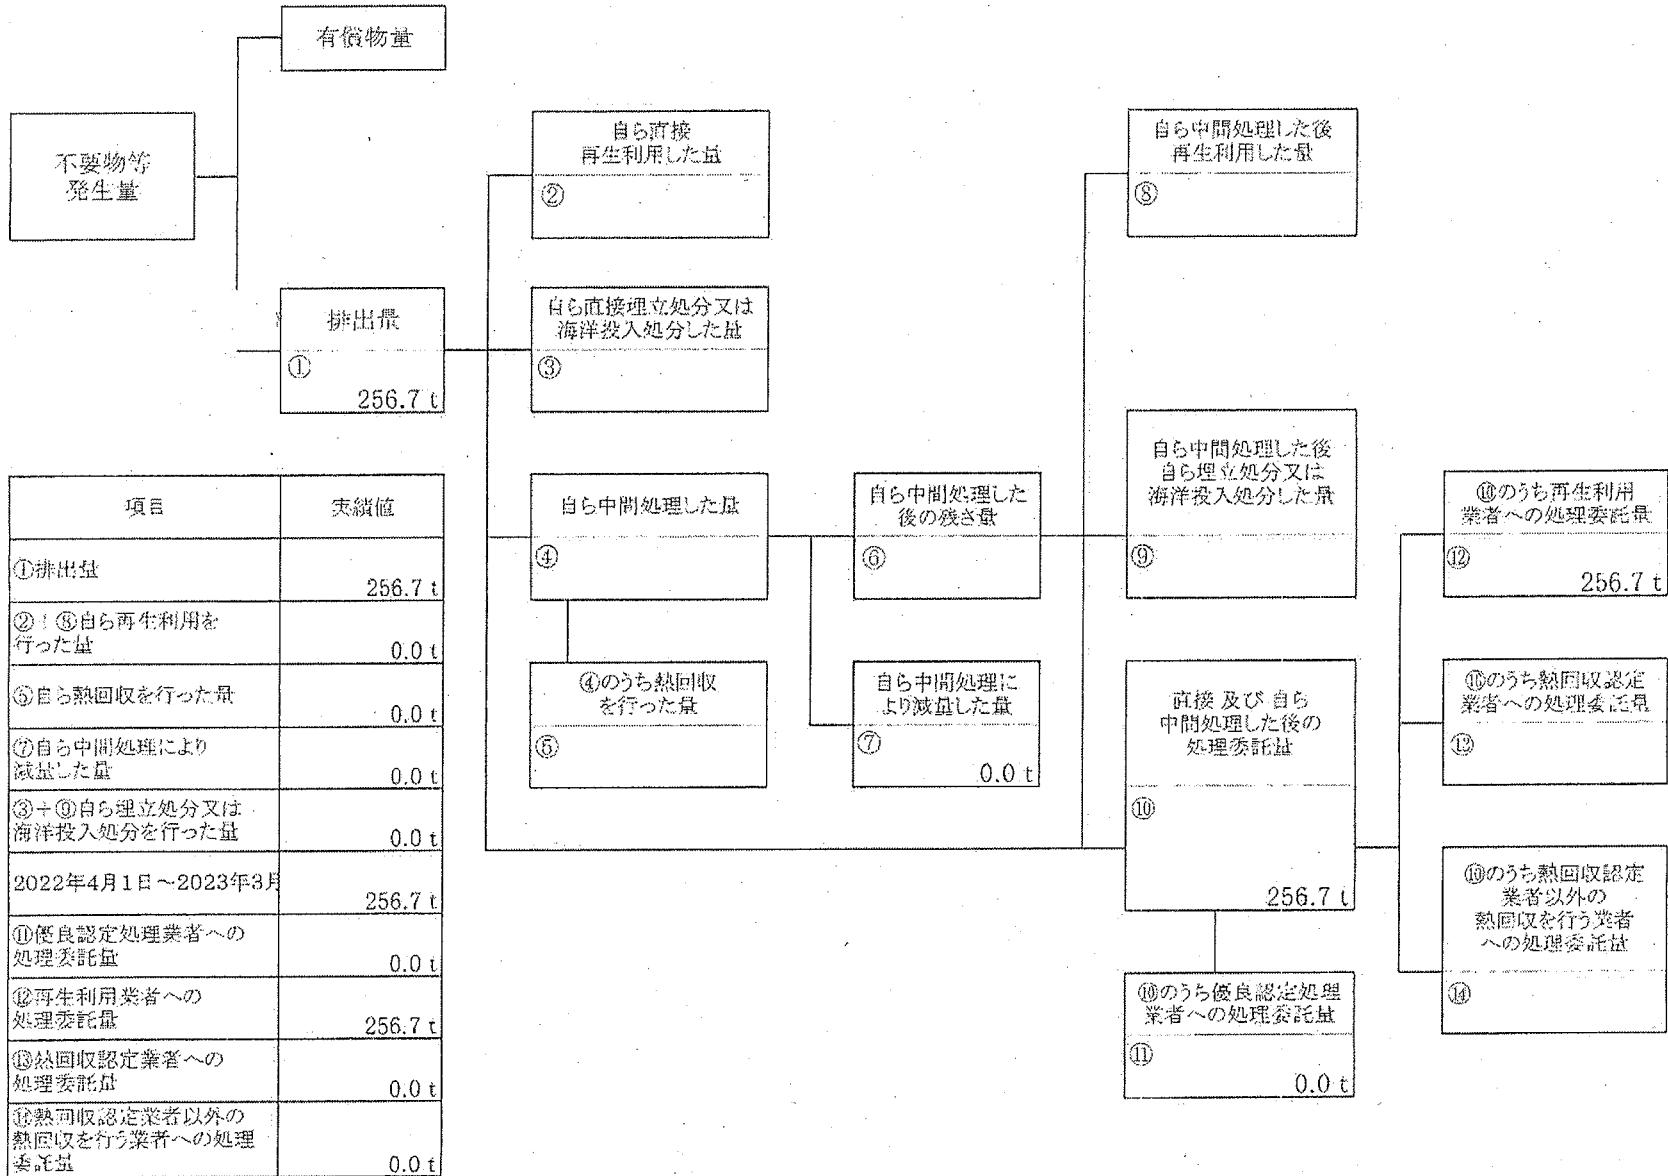 有償物量
不要物等
発生量
排出量
①
256.7 t
自ら直接
再生利用した量
②
自ら直接埋立処分又は
海洋投入処分した量
③
自ら中間処理した量
④
④のうち熱回収
を行った量
⑤
自ら中間処理した
後の残さ量
⑥
自ら中間処理に
より減量した量
⑦
0.0 t
自ら中間処理した後
再生利用した量
⑧
自ら中間処理した後
自ら埋立処分又は
海洋投入処分した量
⑨
直接 及び 自ら
中間処理した後の
処理委託量
⑩
256.7 t
⑩のうち優良認定処理
業者への処理委託量
⑪
0.0 t
⑩のうち再生利用
業者への処理委託量
⑫
256.7 t
⑩のうち熱回収認定
業者への処理委託量
⑬
⑩のうち熱回収認定
業者以外の
熱回収を行う業者
への処理委託量
⑭
項目 実績値
①排出量 256.7 t
②+⑧自ら再生利用を
行った量 0.0 t
⑤自ら熱回収を行った量 0.0 t
⑦自ら中間処理により
減量した量 0.0 t
③+⑨自ら埋立処分又は
海洋投入処分を行った量 0.0 t
2022年4月1日~2023年3月 256.7 t
⑪優良認定処理業者への
処理委託量 0.0 t
⑫再生利用業者への
処理委託量 256.7 t
⑬熱回収認定業者への
処理委託量 0.0 t
⑭熱回収認定業者以外の
熱回収を行う業者への処理
委託量 0.0 t